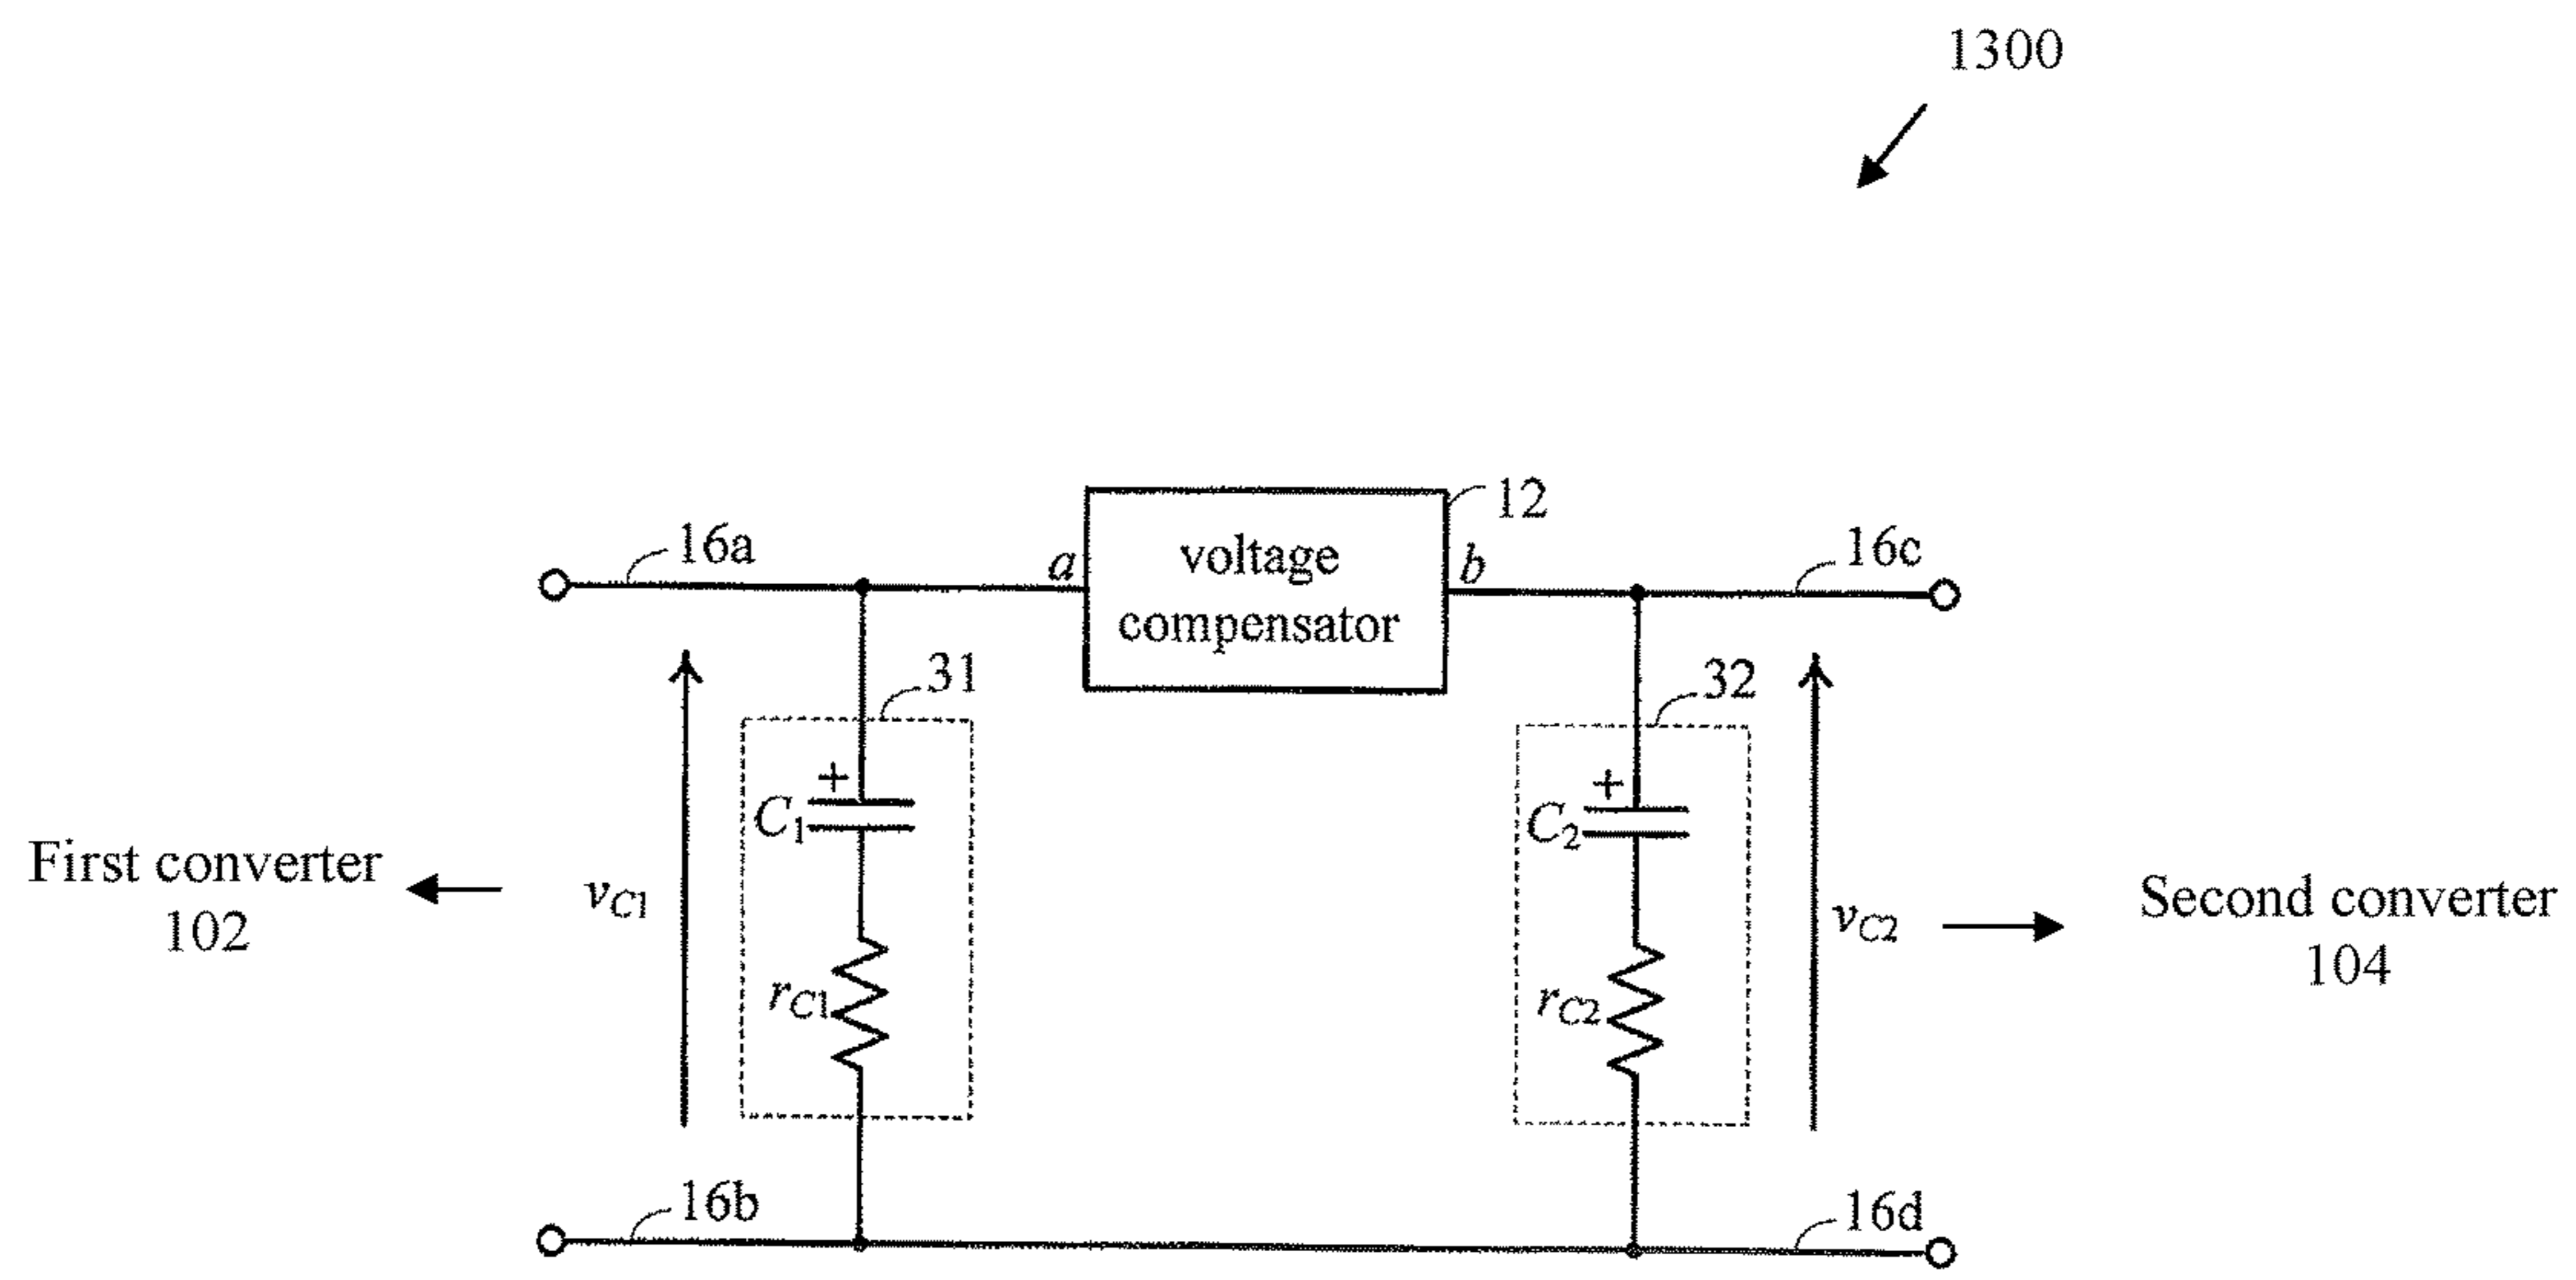 1300
12
16a
a
voltage
compensator
b
16c
31
32
+
C1
+
C2
First converter
102
vC1
rC1
rC2
vC2
Second converter
104
16b
16d